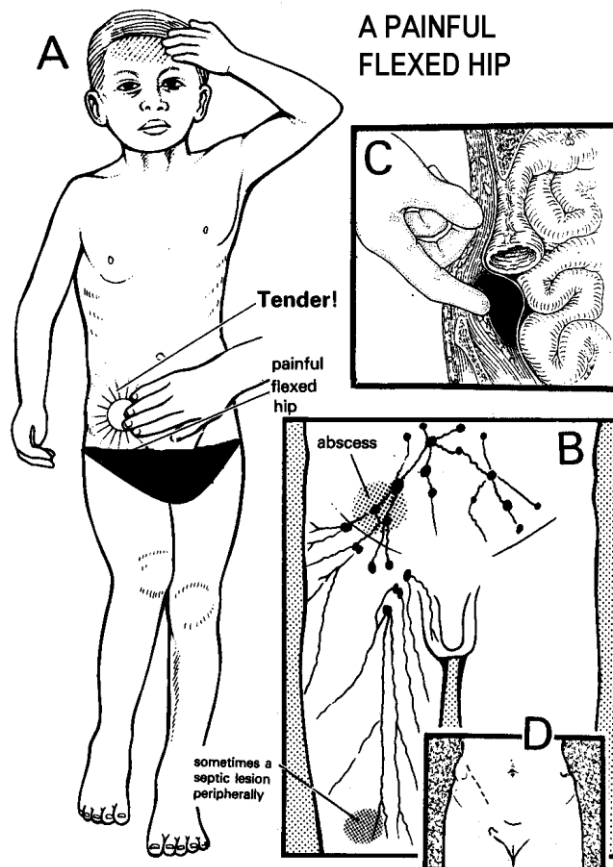 A
A PAINFUL
FLEXED HIP
C
Tender!
painful
flexed
hip
B
abscess
sometimes a
septic lesion
peripherally
D